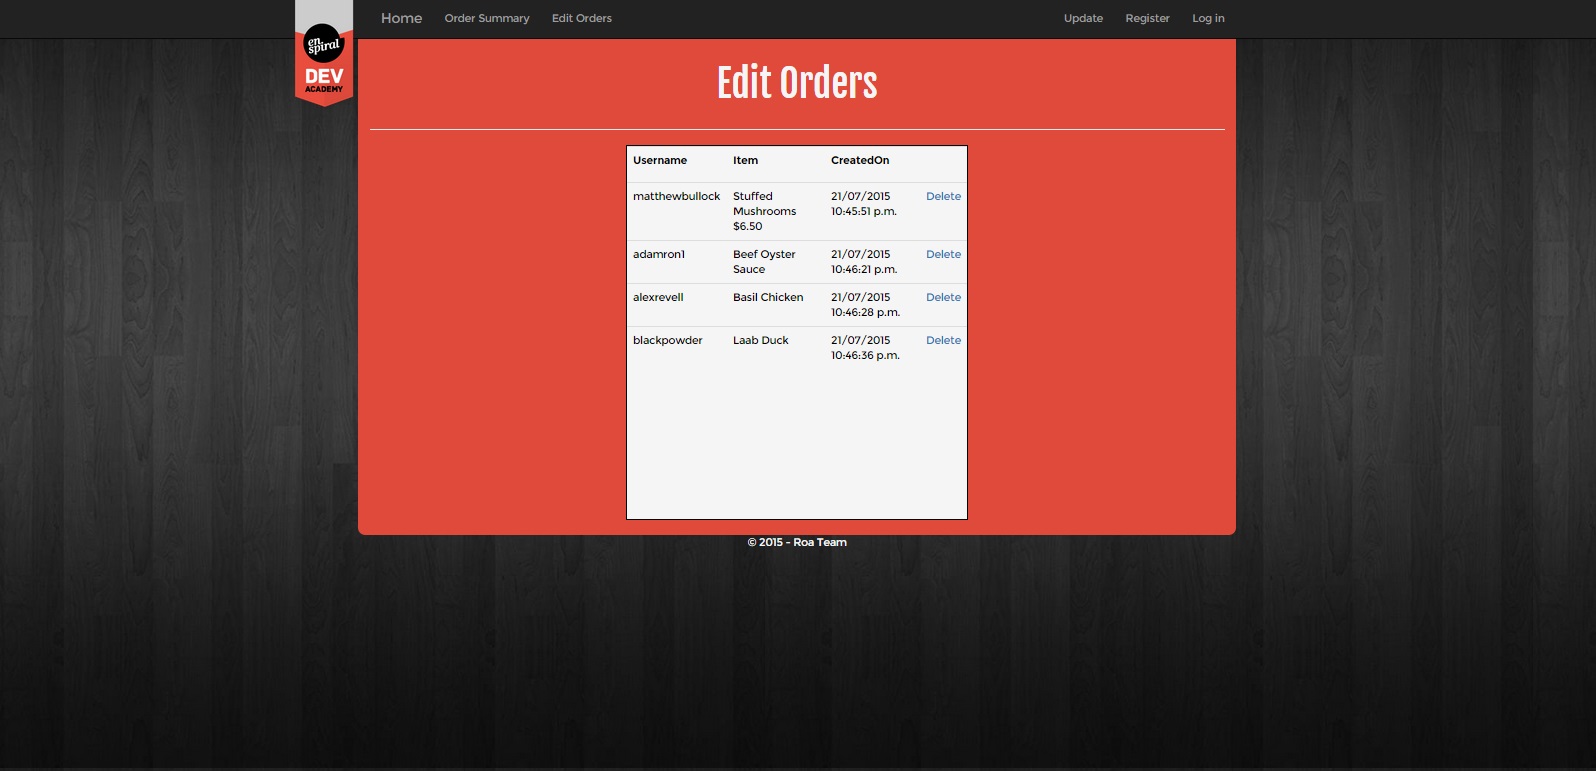 Home Order Summary Edit Orders Update Register Log in
en
spiral
DEV
ACADEMY
Edit Orders
Username Item CreatedOn
matthewbullock Stuffed 21/07/2015 Delete
Mushrooms 10:45:51 p.m.
$6.50
adamron1 Beef Oyster 21/07/2015 Delete
Sauce 10:46:21 p.m.
alexrevell Basil Chicken 21/07/2015 Delete
10:46:28 p.m.
blackpowder Laab Duck 21/07/2015 Delete
10:46:36 p.m.
© 2015 - Roa Team